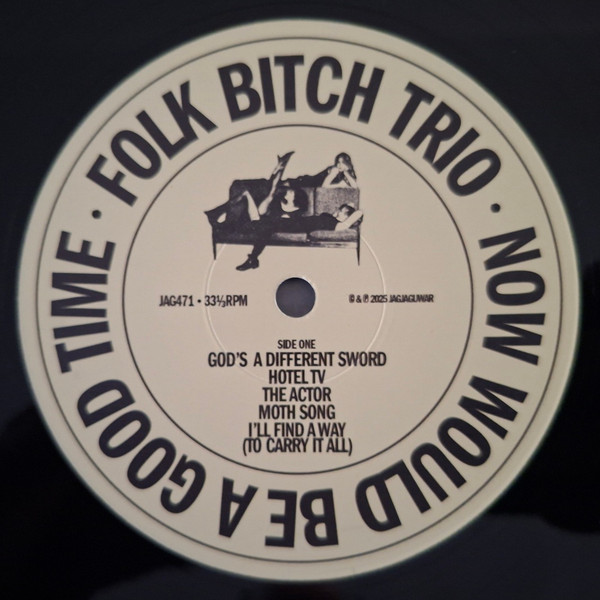 FOLK BITCH TRIO · NOW WOULD BE A GOOD TIME ·
JAG471 • 33⅓RPM
© & ℗ 2025 JAGJAGUWAR
SIDE ONE
GOD'S A DIFFERENT SWORD
HOTEL TV
THE ACTOR
MOTH SONG
I'LL FIND A WAY
(TO CARRY IT ALL)